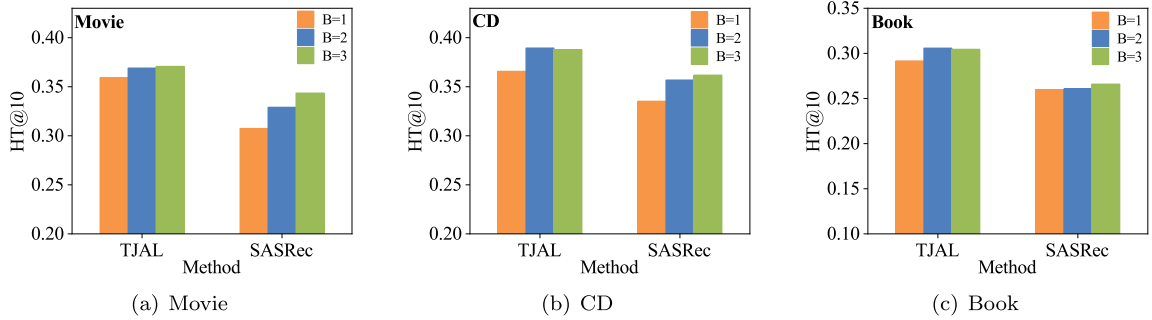 Movie
B=1
B=2
B=3
0.40
0.35
0.30
0.25
0.20
HT@10
TJAL SASRec
Method
(a) Movie
CD
B=1
B=2
B=3
0.40
0.35
0.30
0.25
0.20
HT@10
TJAL SASRec
Method
(b) CD
Book
B=1
B=2
B=3
0.35
0.30
0.25
0.20
0.15
0.10
HT@10
TJAL SASRec
Method
(c) Book